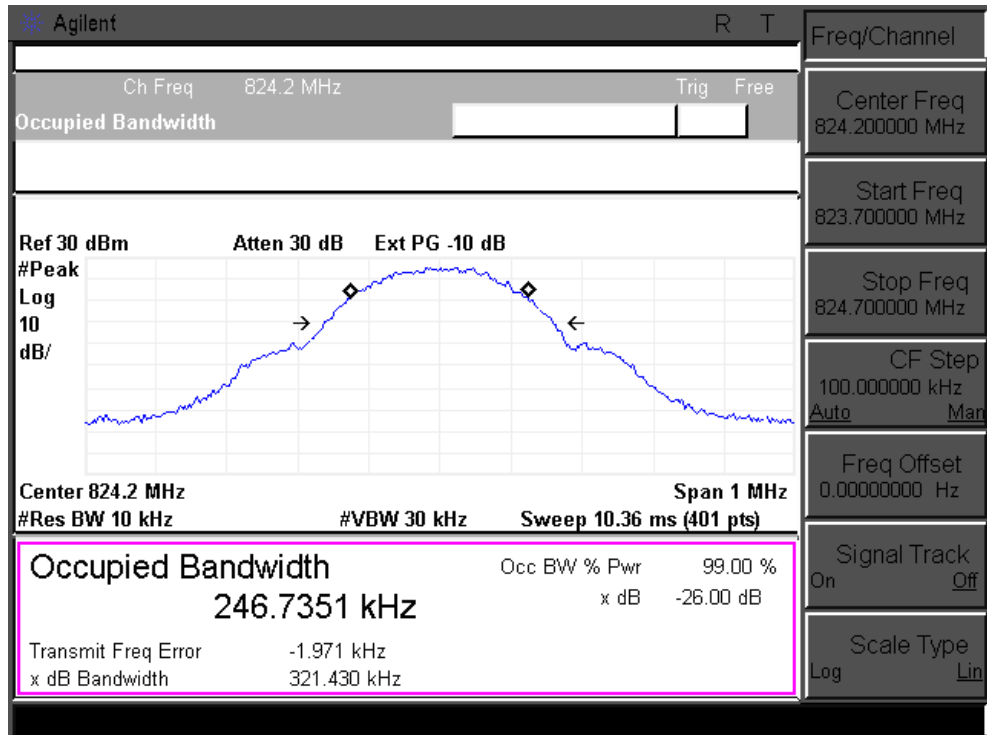 Agilent R T
Freq/Channel
Ch Freq 824.2 MHz Trig Free
Occupied Bandwidth
Center Freq
824.200000 MHz
Start Freq
823.700000 MHz
Stop Freq
824.700000 MHz
CF Step
100.000000 kHz
Auto Man
Freq Offset
0.00000000 Hz
Signal Track
On Off
Scale Type
Log Lin
Ref 30 dBm Atten 30 dB Ext PG -10 dB
#Peak
Log
10
dB/
Center 824.2 MHz Span 1 MHz
#Res BW 10 kHz #VBW 30 kHz Sweep 10.36 ms (401 pts)
Occupied Bandwidth Occ BW % Pwr 99.00 %
246.7351 kHz x dB -26.00 dB
Transmit Freq Error -1.971 kHz
x dB Bandwidth 321.430 kHz